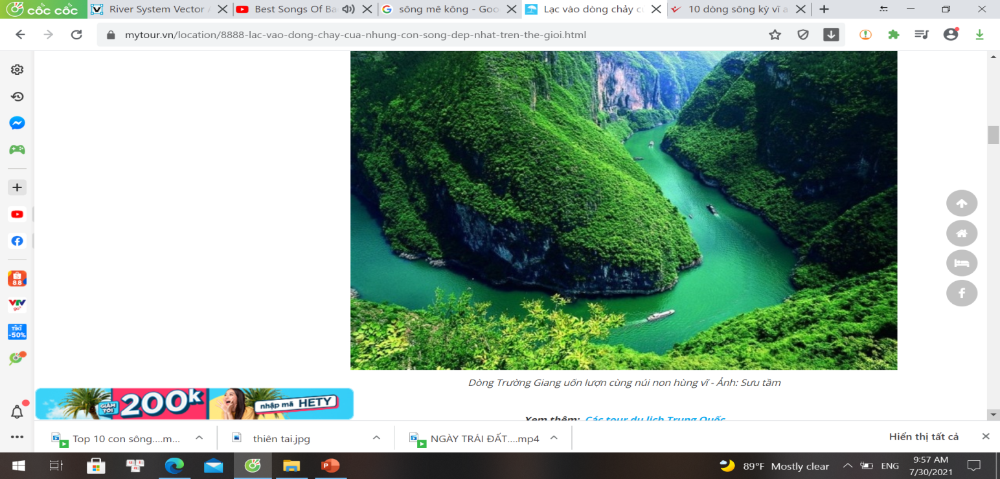 cốc cốc
River System Vector
Best Songs Of Ba
sông mê kông - Goo
Lạc vào dòng chảy c
10 dòng sông kỳ vĩ
mytour.vn/location/8888-lac-vao-dong-chay-cua-nhung-con-song-dep-nhat-tren-the-gioi.html
8.8
VTV
go
TIKI
-50%
Dòng Trường Giang uốn lượn cùng núi non hùng vĩ - Ảnh: Sưu tầm
GIẢM TỚI 200k nhập mã HETY
Xem thêm: Các tour du lịch Trung Quốc
Top 10 con sông....m...
thiên tai.jpg
NGÀY TRÁI ĐẤT....mp4
Hiển thị tất cả
89°F Mostly clear
ENG
9:57 AM
7/30/2021